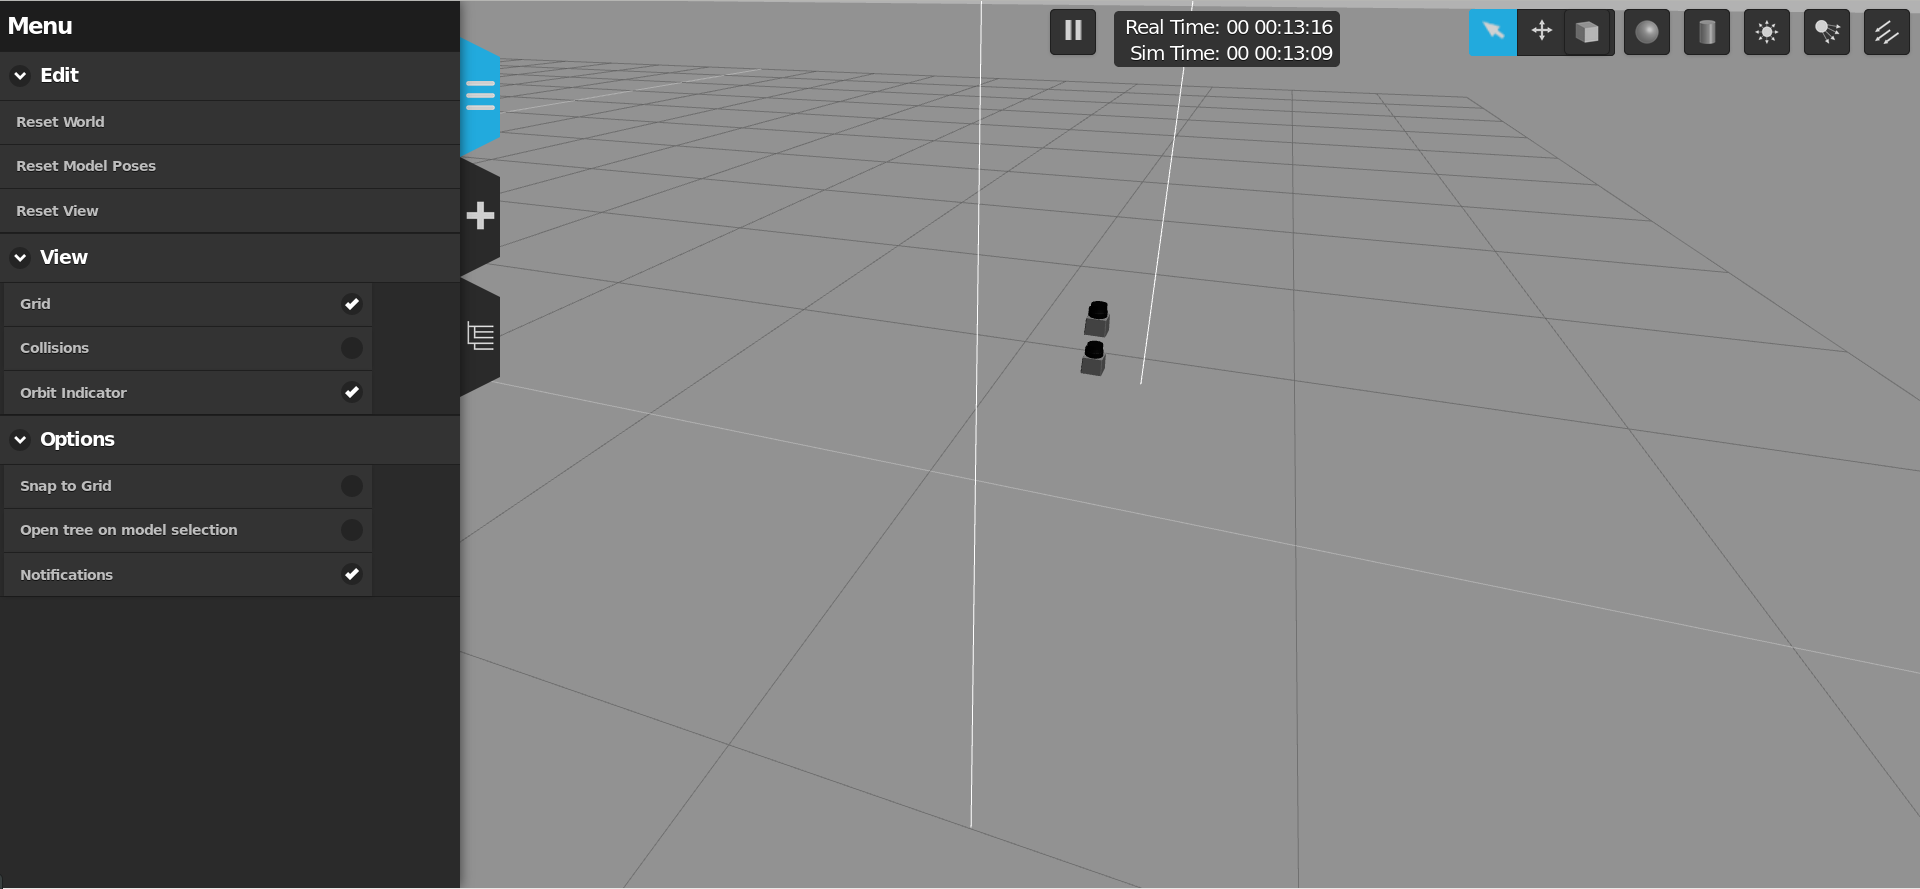 Menu
Edit
Reset World
Reset Model Poses
Reset View
View
Grid
Collisions
Orbit Indicator
Options
Snap to Grid
Open tree on model selection
Notifications
Real Time: 00 00:13:16
Sim Time: 00 00:13:09